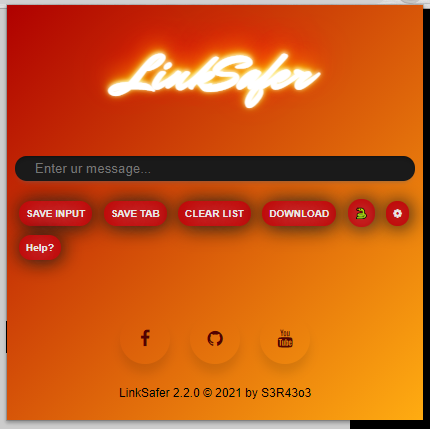 LinkSafer
Enter ur message...
SAVE INPUT SAVE TAB CLEAR LIST DOWNLOAD
Help?
You Tube
LinkSafer 2.2.0 © 2021 by S3R43o3